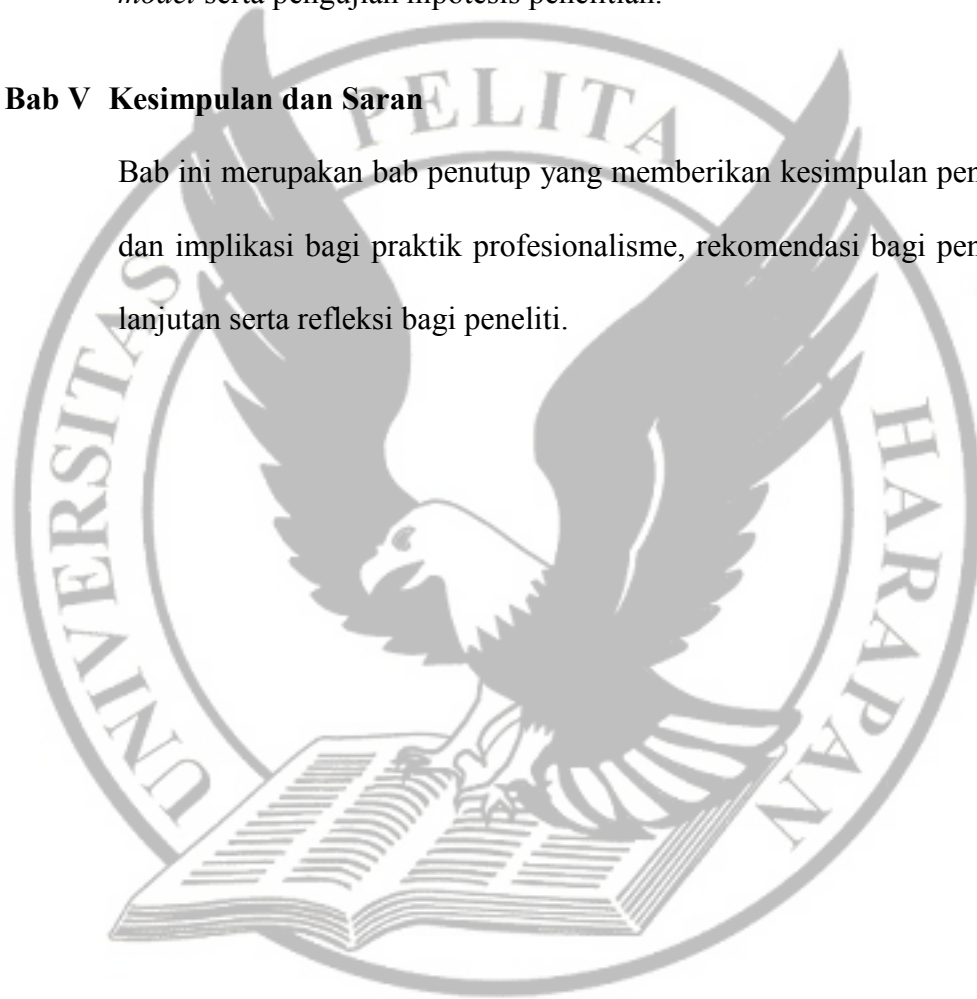 model serta pengujian hipotesis penelitian.
Bab V Kesimpulan dan Saran
Bab ini merupakan bab penutup yang memberikan kesimpulan pen
dan implikasi bagi praktik profesionalisme, rekomendasi bagi pen
lanjutan serta refleksi bagi peneliti.
UNIVERSITAS PELITA HARAPAN